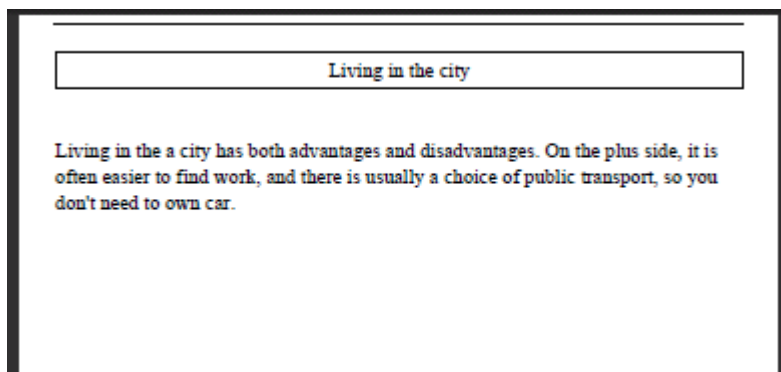 Living in the city
Living in the a city has both advantages and disadvantages. On the plus side, it is
often easier to find work, and there is usually a choice of public transport, so you
don't need to own car.